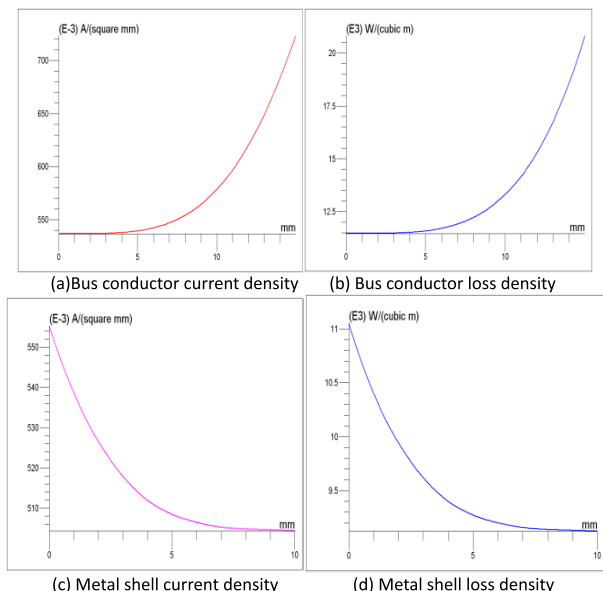 (E-3) A/(square mm)
700
650
600
550
mm
0 5 10
(a)Bus conductor current density
(E3) W/(cubic m)
20
17.5
15
12.5
mm
0 5 10
(b) Bus conductor loss density
(E-3) A/(square mm)
550
540
530
520
510
mm
0 5 10
(c) Metal shell current density
(E3) W/(cubic m)
11
10.5
10
9.5
mm
0 5 10
(d) Metal shell loss density